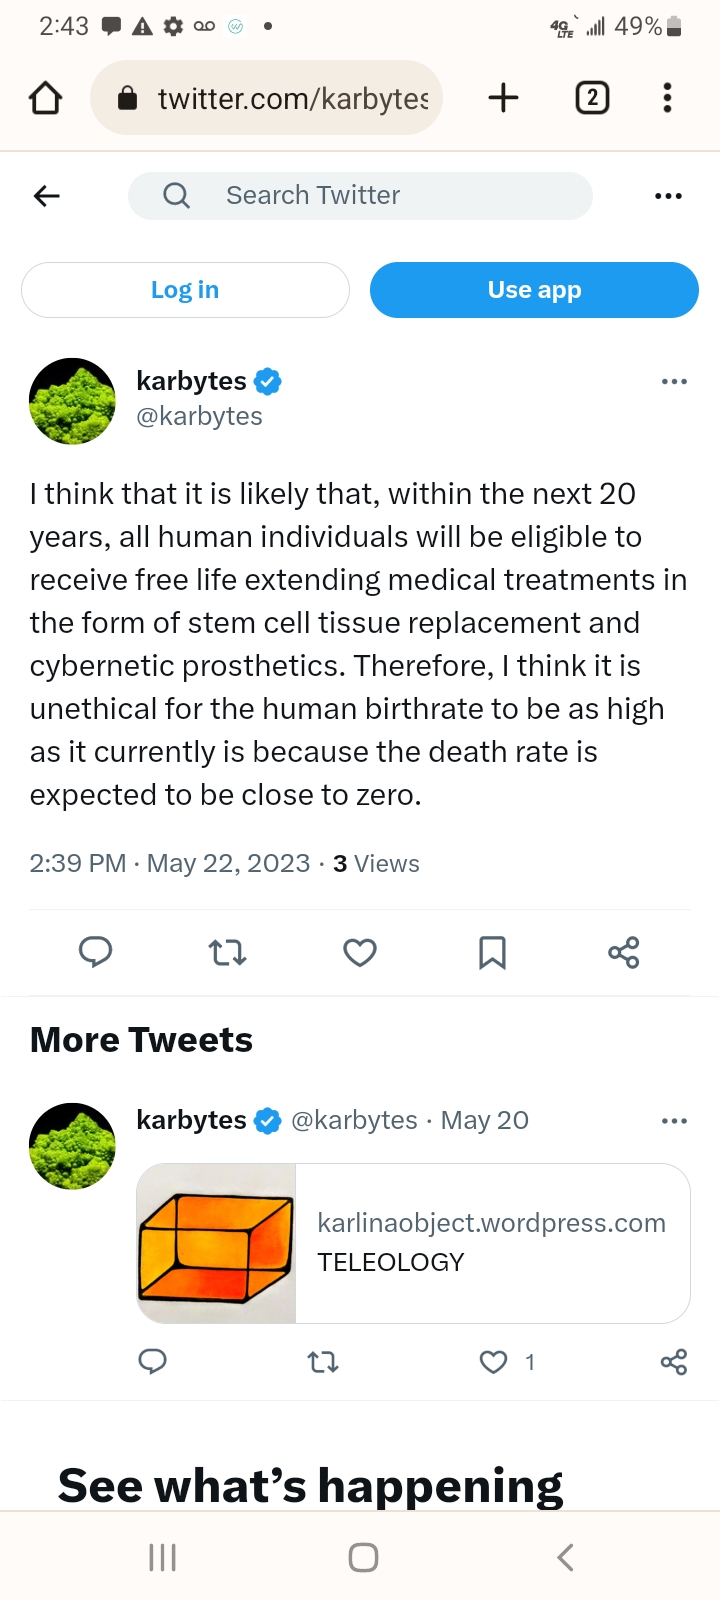 2:43
4G LTE 49%
twitter.com/karbytes
2
Search Twitter
Log in
Use app
karbytes
@karbytes
I think that it is likely that, within the next 20
years, all human individuals will be eligible to
receive free life extending medical treatments in
the form of stem cell tissue replacement and
cybernetic prosthetics. Therefore, I think it is
unethical for the human birthrate to be as high
as it currently is because the death rate is
expected to be close to zero.
2:39 PM · May 22, 2023 · 3 Views
More Tweets
karbytes @karbytes · May 20
karlinaobject.wordpress.com
TELEOLOGY
1
See what’s happening